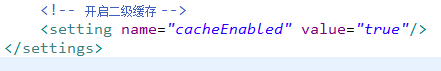 <!-- 开启二级缓存 -->
<setting name="cacheEnabled" value="true"/>
</settings>